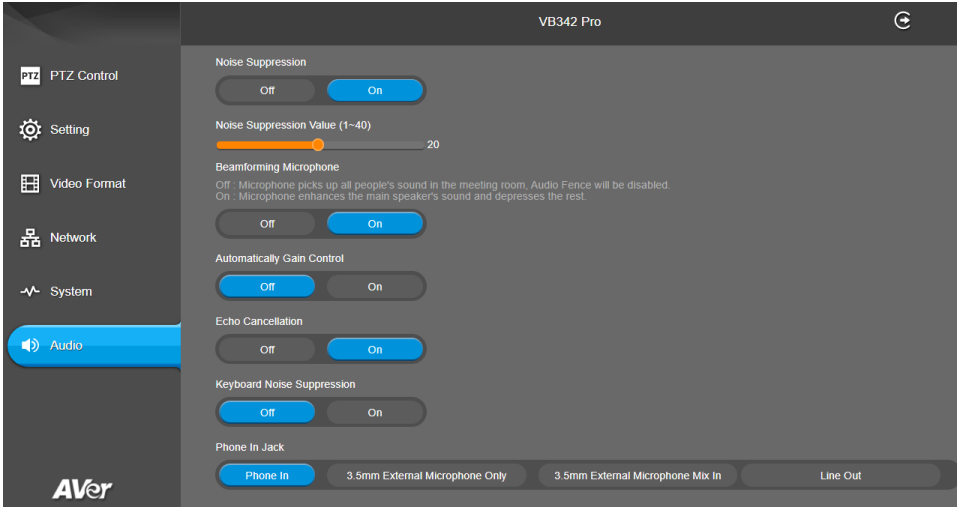 VB342 Pro
PTZ PTZ Control
Setting
Video Format
Network
System
Audio
AVer
Noise Suppression
Off On
Noise Suppression Value (1~40)
20
Beamforming Microphone
Off : Microphone picks up all people's sound in the meeting room, Audio Fence will be disabled.
On : Microphone enhances the main speaker's sound and depresses the rest.
Off On
Automatically Gain Control
Off On
Echo Cancellation
Off On
Keyboard Noise Suppression
Off On
Phone In Jack
Phone In 3.5mm External Microphone Only 3.5mm External Microphone Mix In Line Out